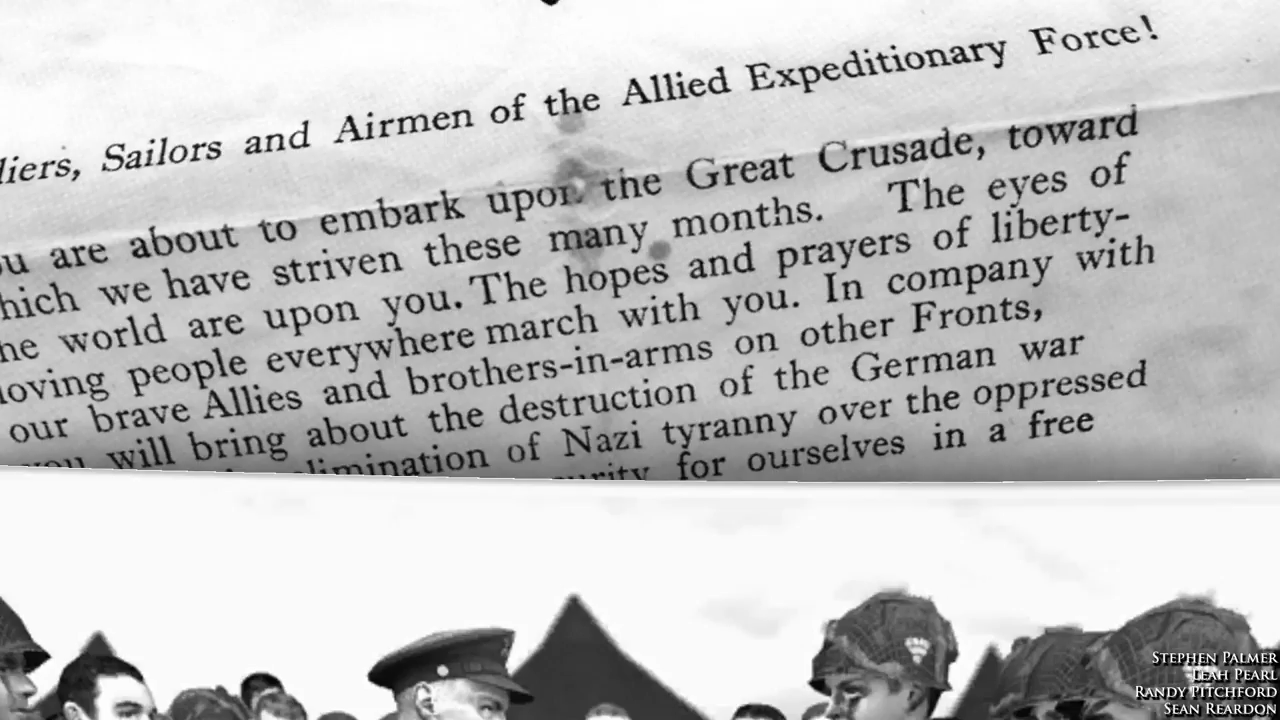 liers, Sailors and Airmen of the Allied Expeditionary Force!
are about to embark upon the Great Crusade, toward
hich we have striven these many months. The eyes of
he world are upon you. The hopes and prayers of liberty-
loving people everywhere march with you. In company with
our brave Allies and brothers-in-arms on other Fronts,
you will bring about the destruction of the German war
limination of Nazi tyranny over the oppressed
urity for ourselves in a free
STEPHEN PALMER
LEAH PEARL
RANDY PITCHFORD
SEAN REARDON